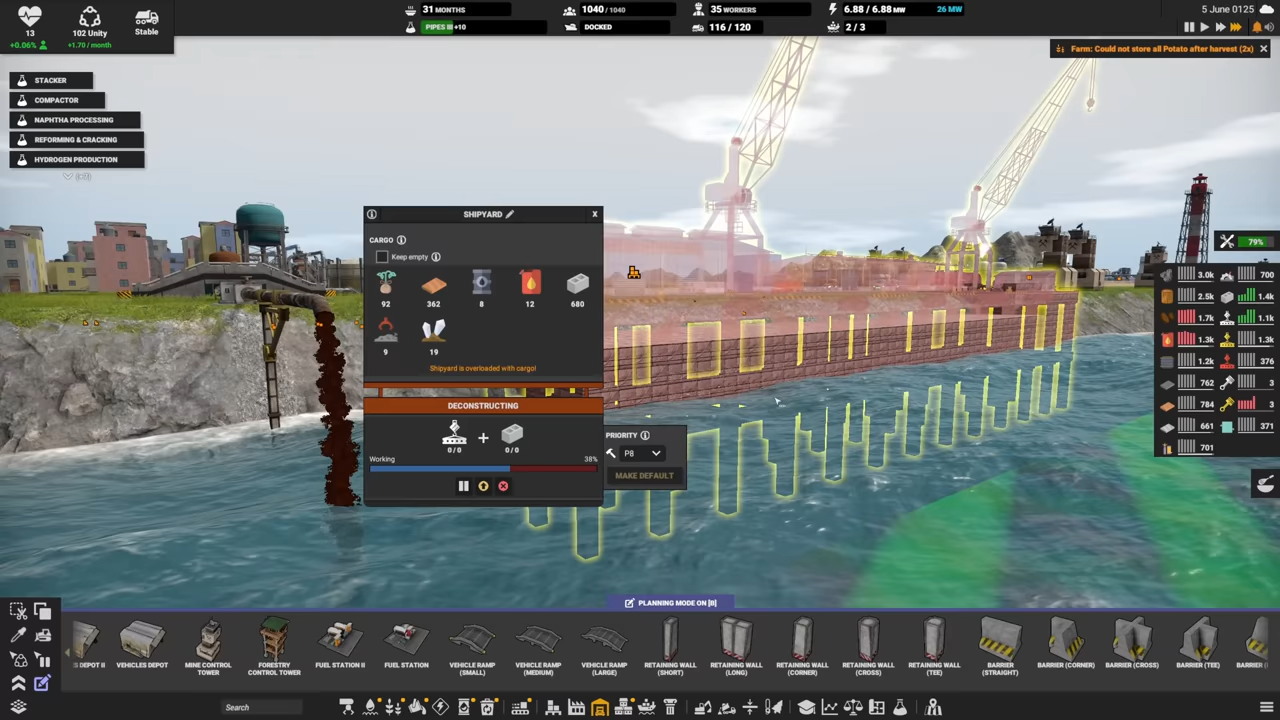 13
+0.06%
102 Unity
+1.70 / month
Stable
31 MONTHS
PIPES III +10
1040 / 1040
DOCKED
35 WORKERS
116 / 120
6.88 / 6.88 MW
26 MW
2 / 3
5 June 0125
Farm: Could not store all Potato after harvest (2x)
STACKER
COMPACTOR
NAPHTHA PROCESSING
REFORMING & CRACKING
HYDROGEN PRODUCTION
SHIPYARD
X
CARGO
Keep empty
92
362
8
12
680
9
19
Shipyard is overloaded with cargo!
DECONSTRUCTING
0/0
+
0/0
Working
38%
PRIORITY
P8
MAKE DEFAULT
79%
3.0k
700
2.5k
1.4k
1.7k
1.1k
1.3k
1.3k
1.2k
376
762
3
784
3
661
371
701
PLANNING MODE ON [B]
S DEPOT II
VEHICLES DEPOT
MINE CONTROL TOWER
FORESTRY CONTROL TOWER
FUEL STATION II
FUEL STATION
VEHICLE RAMP (SMALL)
VEHICLE RAMP (MEDIUM)
VEHICLE RAMP (LARGE)
RETAINING WALL (SHORT)
RETAINING WALL (LONG)
RETAINING WALL (CORNER)
RETAINING WALL (CROSS)
RETAINING WALL (TEE)
BARRIER (STRAIGHT)
BARRIER (CORNER)
BARRIER (CROSS)
BARRIER (TEE)
BARRIER
Search